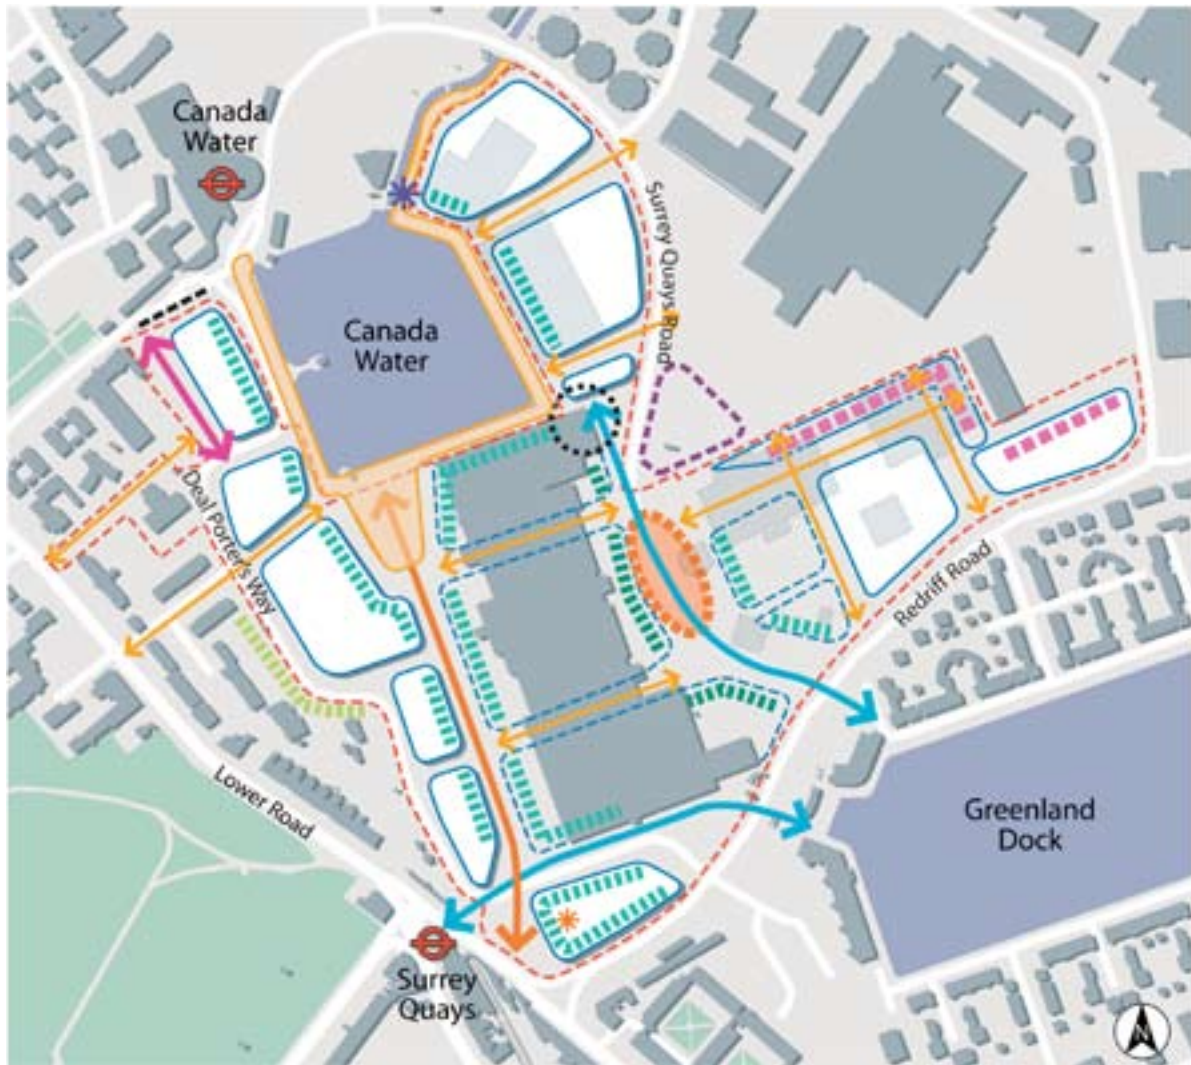 Canada
Water
Surrey Quays Road
Canada
Water
Deal Porter's Way
Redriff Road
Lower Road
Greenland
Dock
Surrey
Quays
N